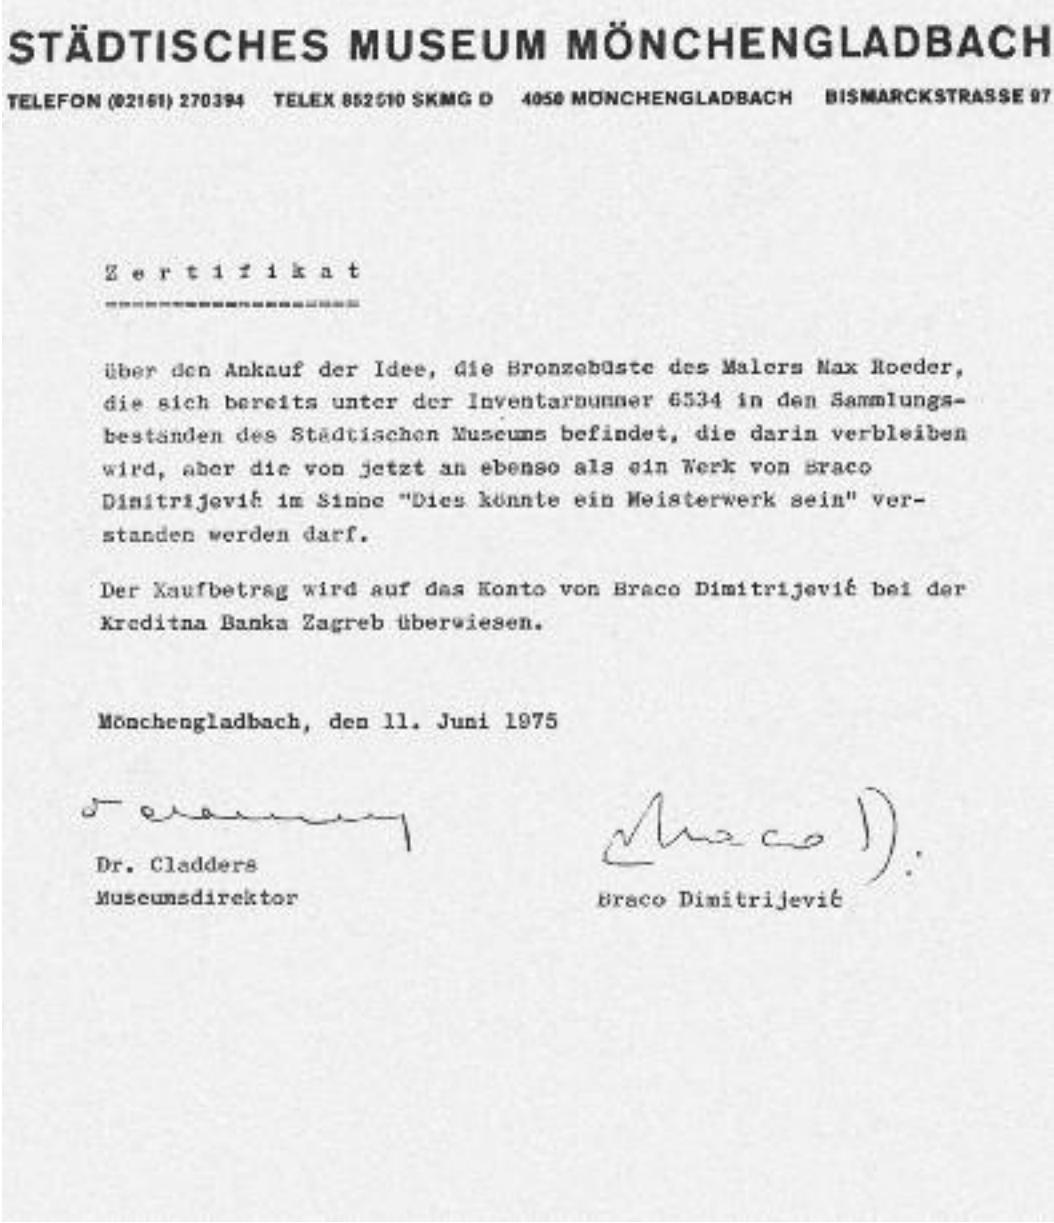 STÄDTISCHES MUSEUM MÖNCHENGLADBACH
TELEFON (02161) 270394 TELEX 852510 SKMG D 4050 MÖNCHENGLADBACH BISMARCKSTRASSE 97
Zertifikat
über den Ankauf der Idee, die Bronzebüste des Malers Max Roeder,
die sich bereits unter der Inventarnummer 6534 in den Sammlungs-
beständen des Städtischen Museums befindet, die darin verbleiben
wird, aber die von jetzt an ebenso als ein Werk von Braco
Dimitrijević im Sinne "Dies könnte ein Meisterwerk sein" ver-
standen werden darf.
Der Kaufbetrag wird auf das Konto von Braco Dimitrijević bei der
Kreditna Banka Zagreb überwiesen.
Mönchengladbach, den 11. Juni 1975
Braco D.
Dr. Cladders
Museumsdirektor
Braco Dimitrijević